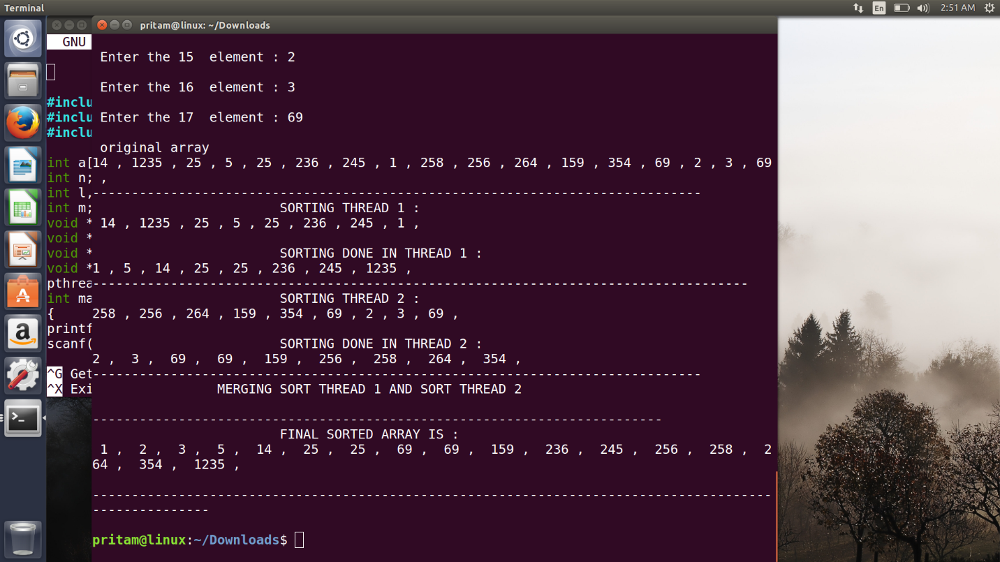 Terminal
En
2:51 AM
pritam@linux: ~/Downloads
GNU
Enter the 15  element : 2
Enter the 16  element : 3
#inclu
#inclu
Enter the 17  element : 69
#inclu
original array
int a[
14 , 1235 , 25 , 5 , 25 , 236 , 245 , 1 , 258 , 256 , 264 , 159 , 354 , 69 , 2 , 3 , 69
int n;
,
int l,
------------------------------------------------------------------------------
int m;
SORTING THREAD 1 :
void *
14 , 1235 , 25 , 5 , 25 , 236 , 245 , 1 ,
void *
void *
SORTING DONE IN THREAD 1 :
void *
1 , 5 , 14 , 25 , 25 , 236 , 245 , 1235 ,
pthrea
------------------------------------------------------------------------------------
int ma
SORTING THREAD 2 :
{
258 , 256 , 264 , 159 , 354 , 69 , 2 , 3 , 69 ,
printf
scanf(
SORTING DONE IN THREAD 2 :
2 ,  3 ,  69 ,  69 ,  159 ,  256 ,  258 ,  264 ,  354 ,
^G Get
------------------------------------------------------------------------------
^X Exi
MERGING SORT THREAD 1 AND SORT THREAD 2
-------------------------------------------------------------------------
FINAL SORTED ARRAY IS :
1 ,  2 ,  3 ,  5 ,  14 ,  25 ,  25 ,  69 ,  69 ,  159 ,  236 ,  245 ,  256 ,  258 ,  2
64 ,  354 ,  1235 ,
---------------------------------------------------------------------------------------
---------------
pritam@linux:~/Downloads$